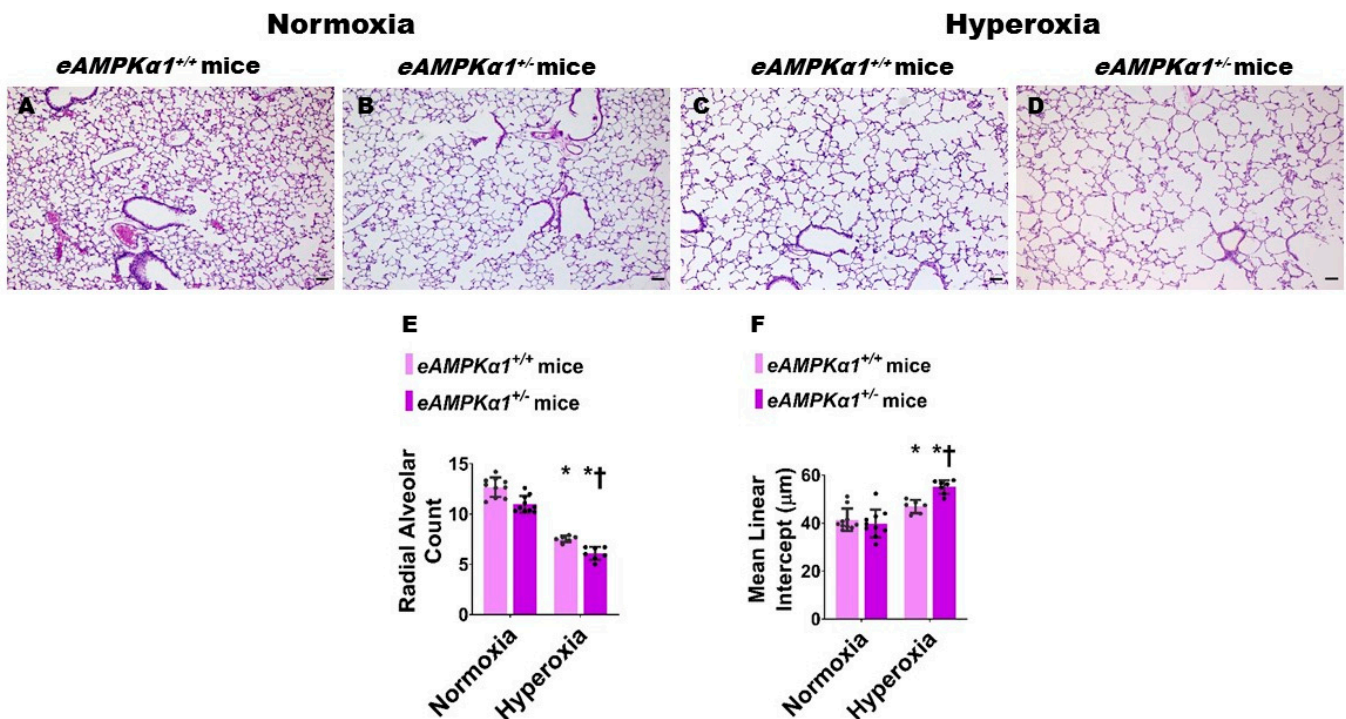 Normoxia Hyperoxia
eAMPKα1+/+ mice eAMPKα1+/- mice eAMPKα1+/+ mice eAMPKα1+/- mice
A B C D
E F
eAMPKα1+/+ mice eAMPKα1+/+ mice
eAMPKα1+/- mice eAMPKα1+/- mice
Radial Alveolar
Count
15
10
5
0
* *†
Normoxia
Hyperoxia
Mean Linear
Intercept (μm)
60
40
20
0
* *†
Normoxia
Hyperoxia